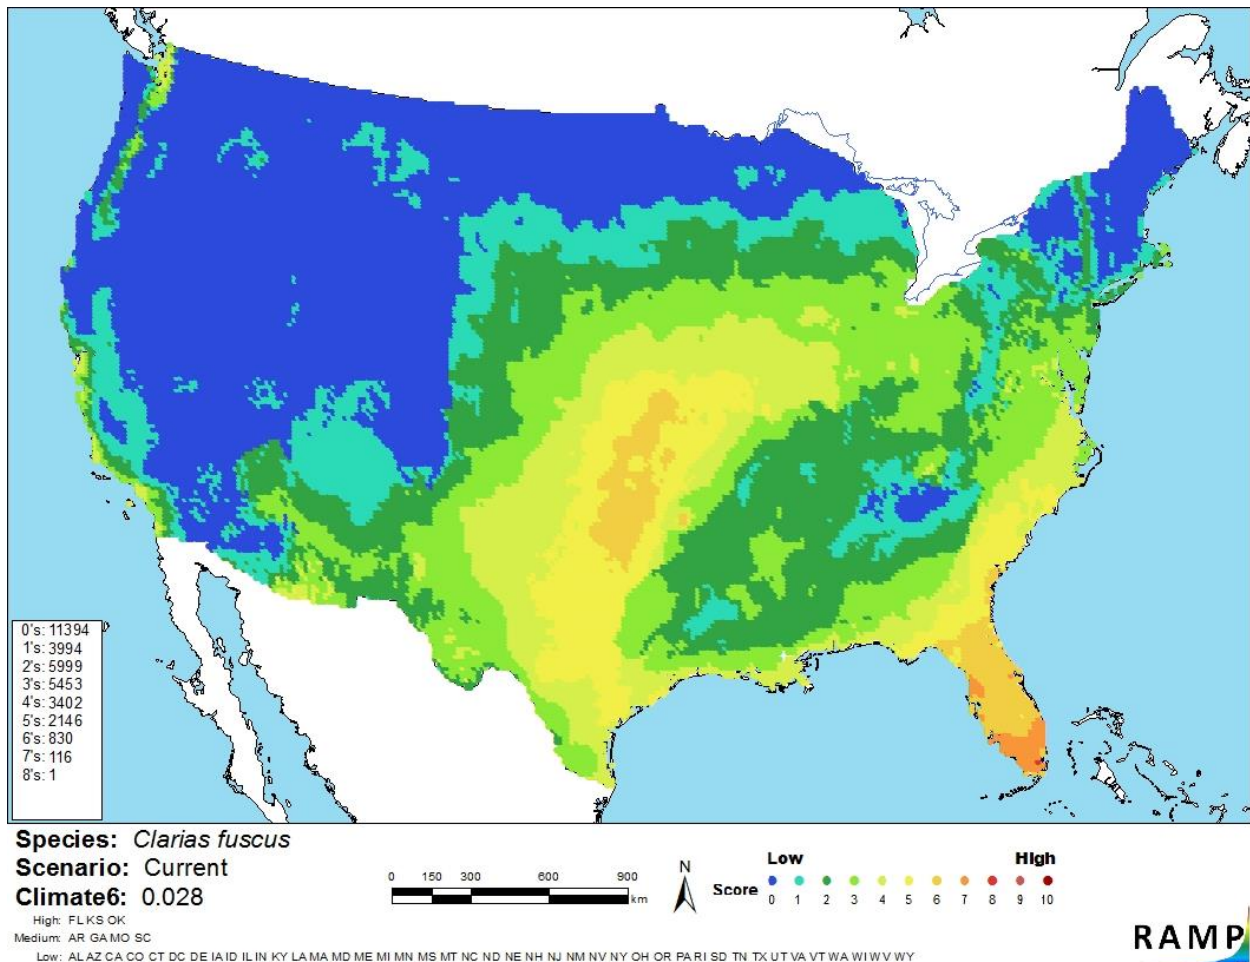 0's: 11394
1's: 3994
2's: 5999
3's: 5453
4's: 3402
5's: 2146
6's: 830
7's: 116
8's: 1
Species: Clarias fuscus
Scenario: Current
Climate6: 0.028
High: FL KS OK
Medium: AR GA MO SC
Low: AL AZ CA CO CT DC DE IA ID IL IN KY LA MA MD ME MI MN MS MT NC ND NE NH NJ NM NV NY OH OR PA RI SD TN TX UT VA VT WA WI WV WY
0 150 300 600 900
km
N
Low High
Score
0 1 2 3 4 5 6 7 8 9 10
RAMP